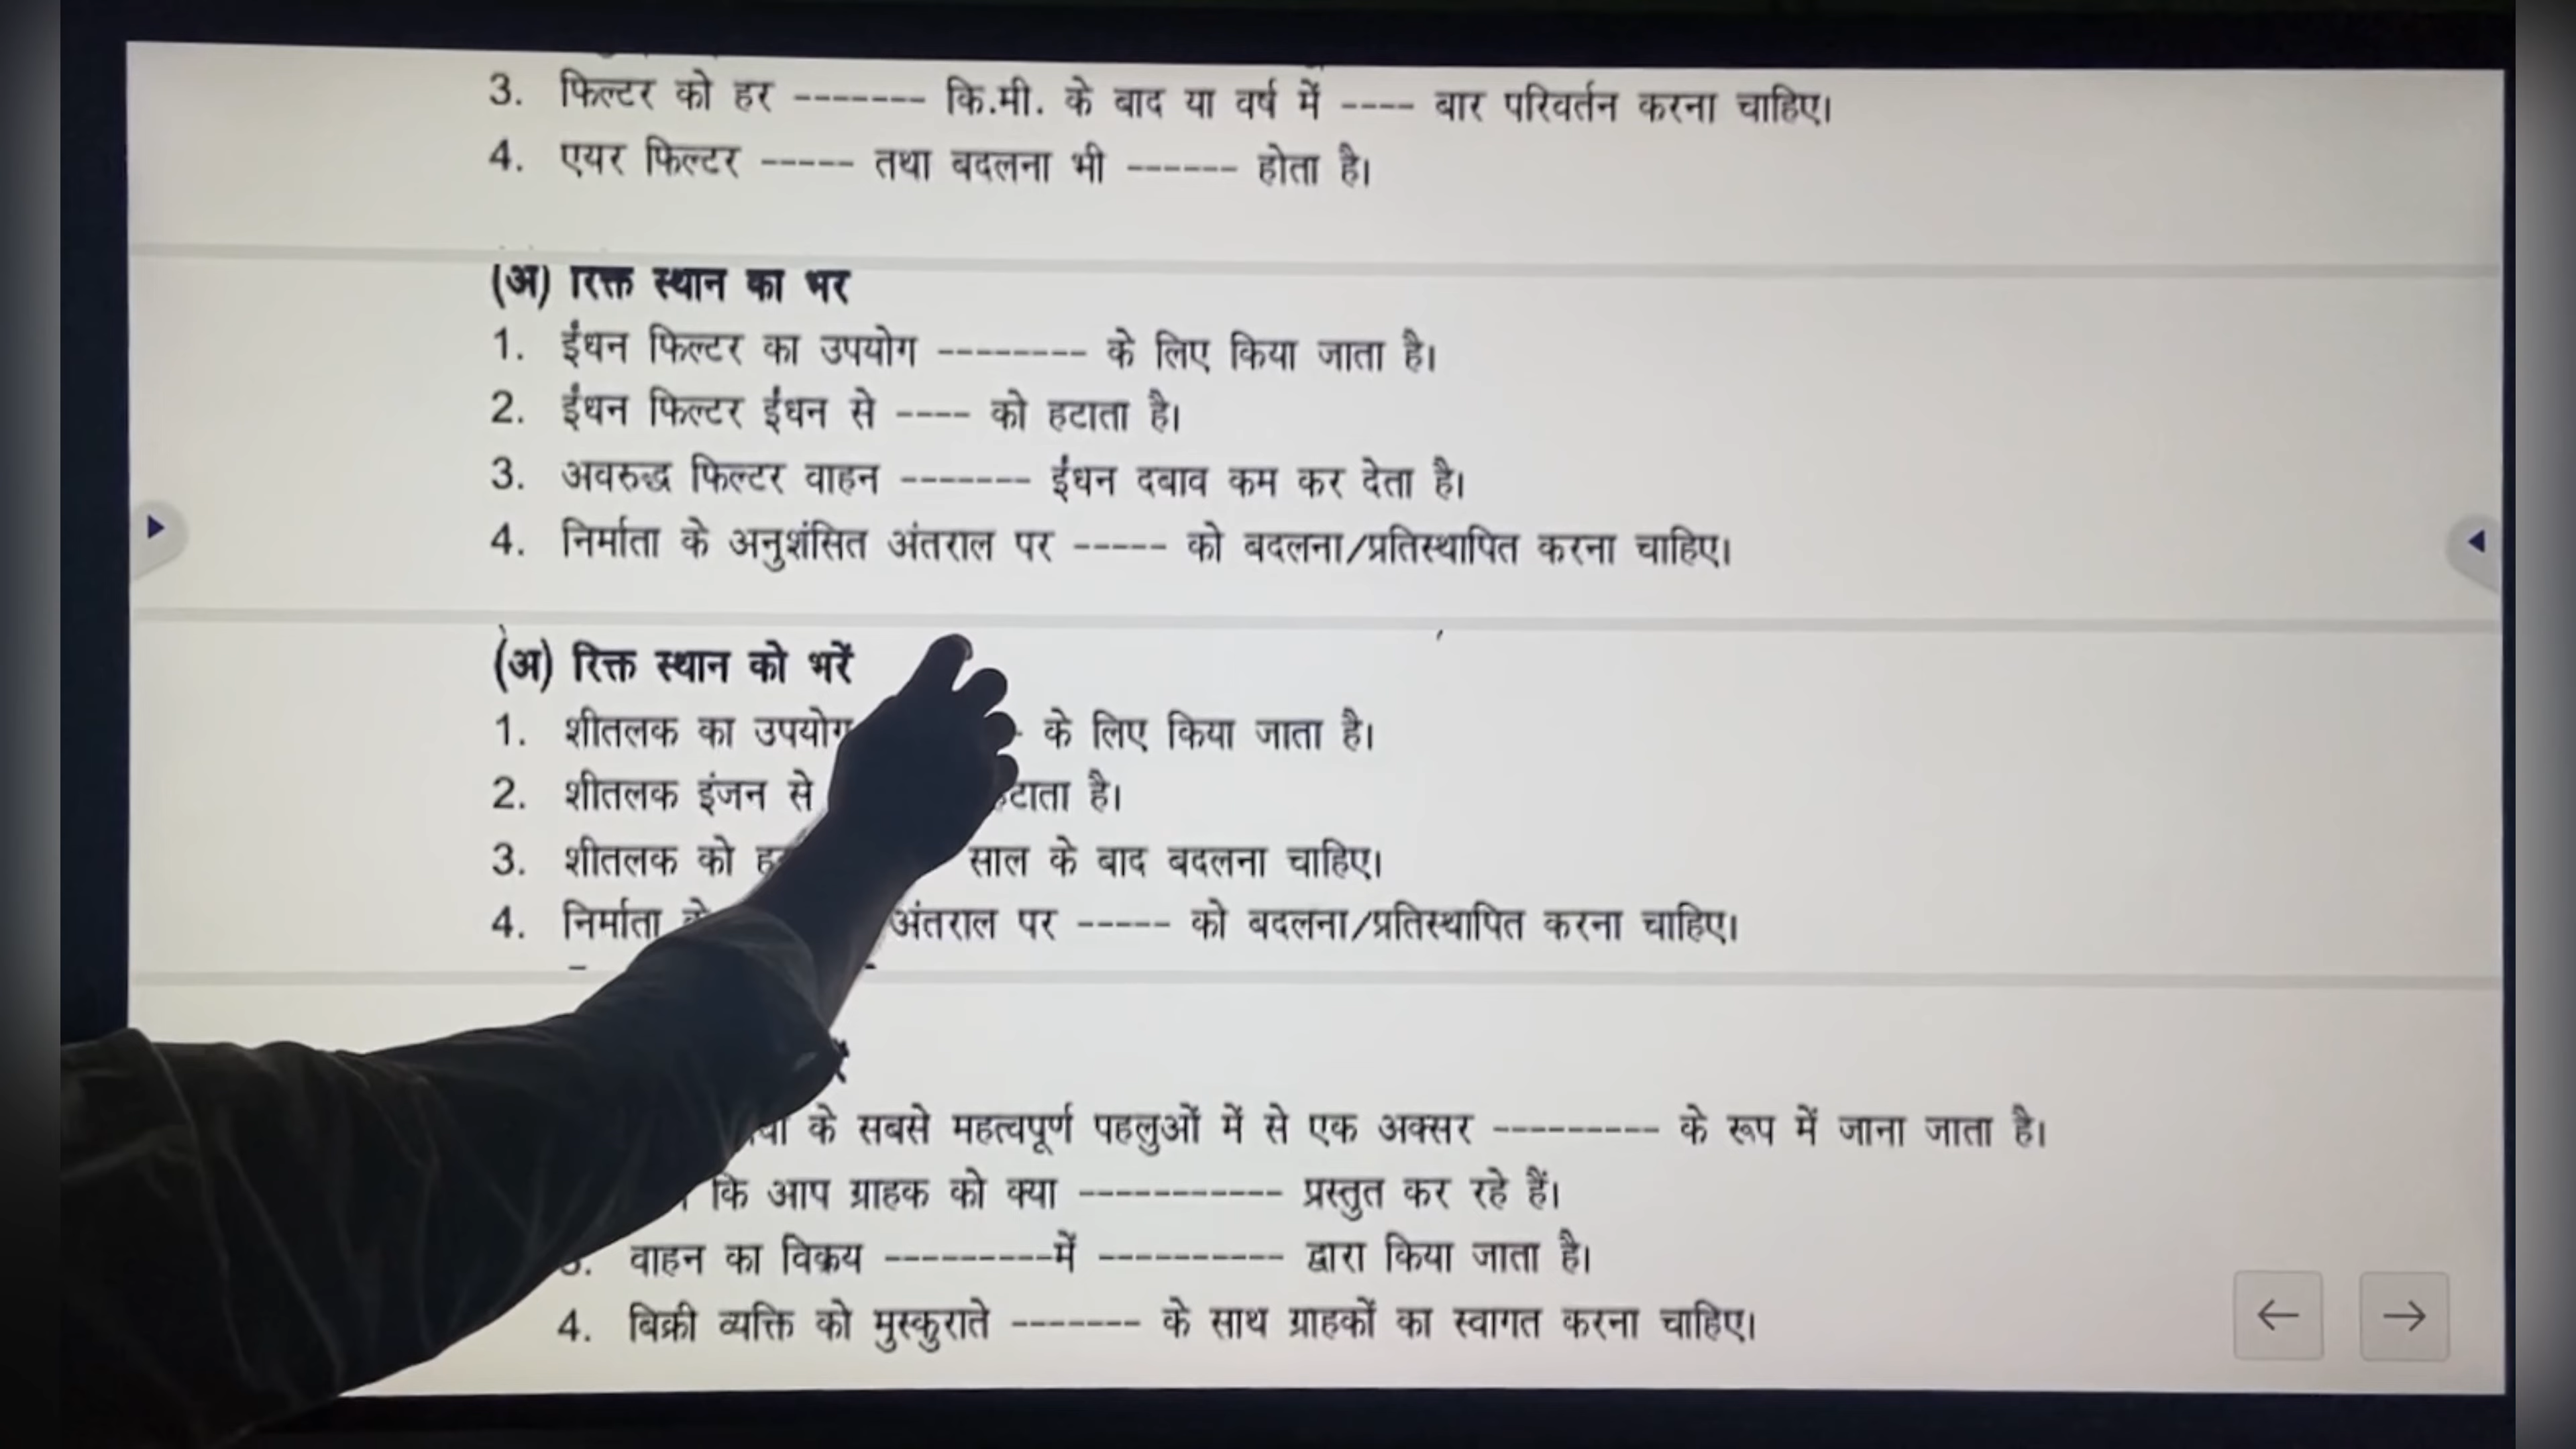 3. फिल्टर को हर ------- कि.मी. के बाद या वर्ष में ---- बार परिवर्तन करना चाहिए।
4. एयर फिल्टर ----- तथा बदलना भी ------ होता है।
(अ) रिक्त स्थान का भर
1. ईंधन फिल्टर का उपयोग -------- के लिए किया जाता है।
2. ईंधन फिल्टर ईंधन से ---- को हटाता है।
3. अवरुद्ध फिल्टर वाहन ------- ईंधन दबाव कम कर देता है।
4. निर्माता के अनुशंसित अंतराल पर ----- को बदलना/प्रतिस्थापित करना चाहिए।
(अ) रिक्त स्थान को भरें
1. शीतलक का उपयोग - के लिए किया जाता है।
2. शीतलक इंजन से है।
3. शीतलक को साल के बाद बदलना चाहिए।
4. निर्माता अंतराल पर ----- को बदलना/प्रतिस्थापित करना चाहिए।
के सबसे महत्वपूर्ण पहलुओं में से एक अक्सर --------- के रूप में जाना जाता है।
कि आप ग्राहक को क्या ----------- प्रस्तुत कर रहे हैं।
वाहन का विक्रय ---------में ---------- द्वारा किया जाता है।
4. बिक्री व्यक्ति को मुस्कुराते ------- के साथ ग्राहकों का स्वागत करना चाहिए।